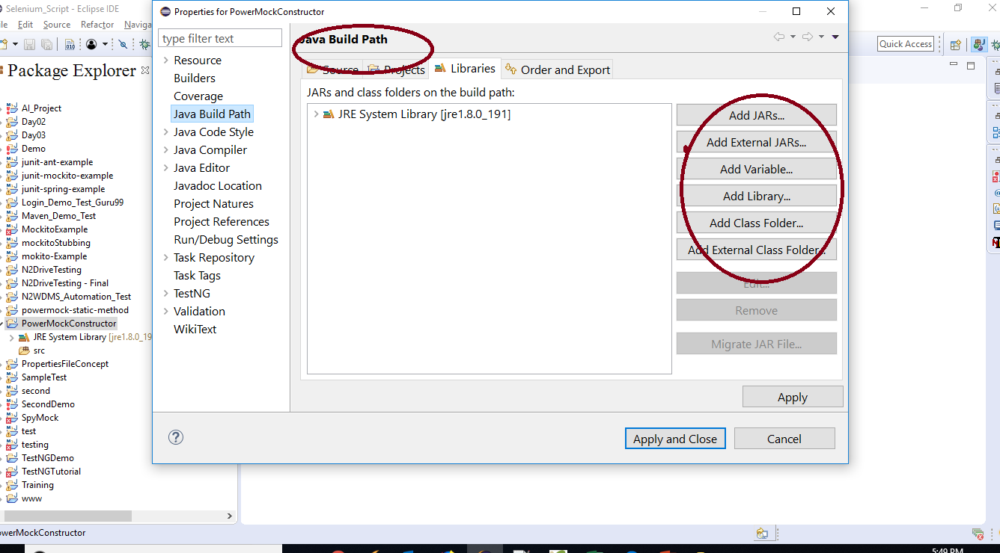 Selenium_Script - Eclipse IDE
Edit Source Refactor
Quick Access
Package Explorer
AI_Project
Day02
Day03
Demo
junit-ant-example
junit-mockito-example
junit-spring-example
Login_Demo_Test_Guru99
Maven_Demo_Test
MockitoExample
mockitoStubbing
mokito-Example
N2DriveTesting
N2DriveTesting - Final
N2WDMS_Automation_Test
powermock-static-method
PowerMockConstructor
JRE System Library [jre1.8.0_19
src
PropertiesFileConcept
SampleTest
second
SecondDemo
SpyMock
test
testing
TestNGDemo
TestNGTutorial
Training
www
Properties for PowerMockConstructor
type filter text
Resource
Builders
Coverage
Java Build Path
Java Code Style
Java Compiler
Java Editor
Javadoc Location
Project Natures
Project References
Run/Debug Settings
Task Repository
Task Tags
TestNG
Validation
WikiText
Java Build Path
Source Projects Libraries Order and Export
JARs and class folders on the build path:
JRE System Library [jre1.8.0_191]
Add JARs...
Add External JARs...
Add Variable...
Add Library...
Add Class Folder...
Add External Class Folder...
Edit...
Remove
Migrate JAR File...
Apply
Apply and Close Cancel
owerMockConstructor
5:49 PM